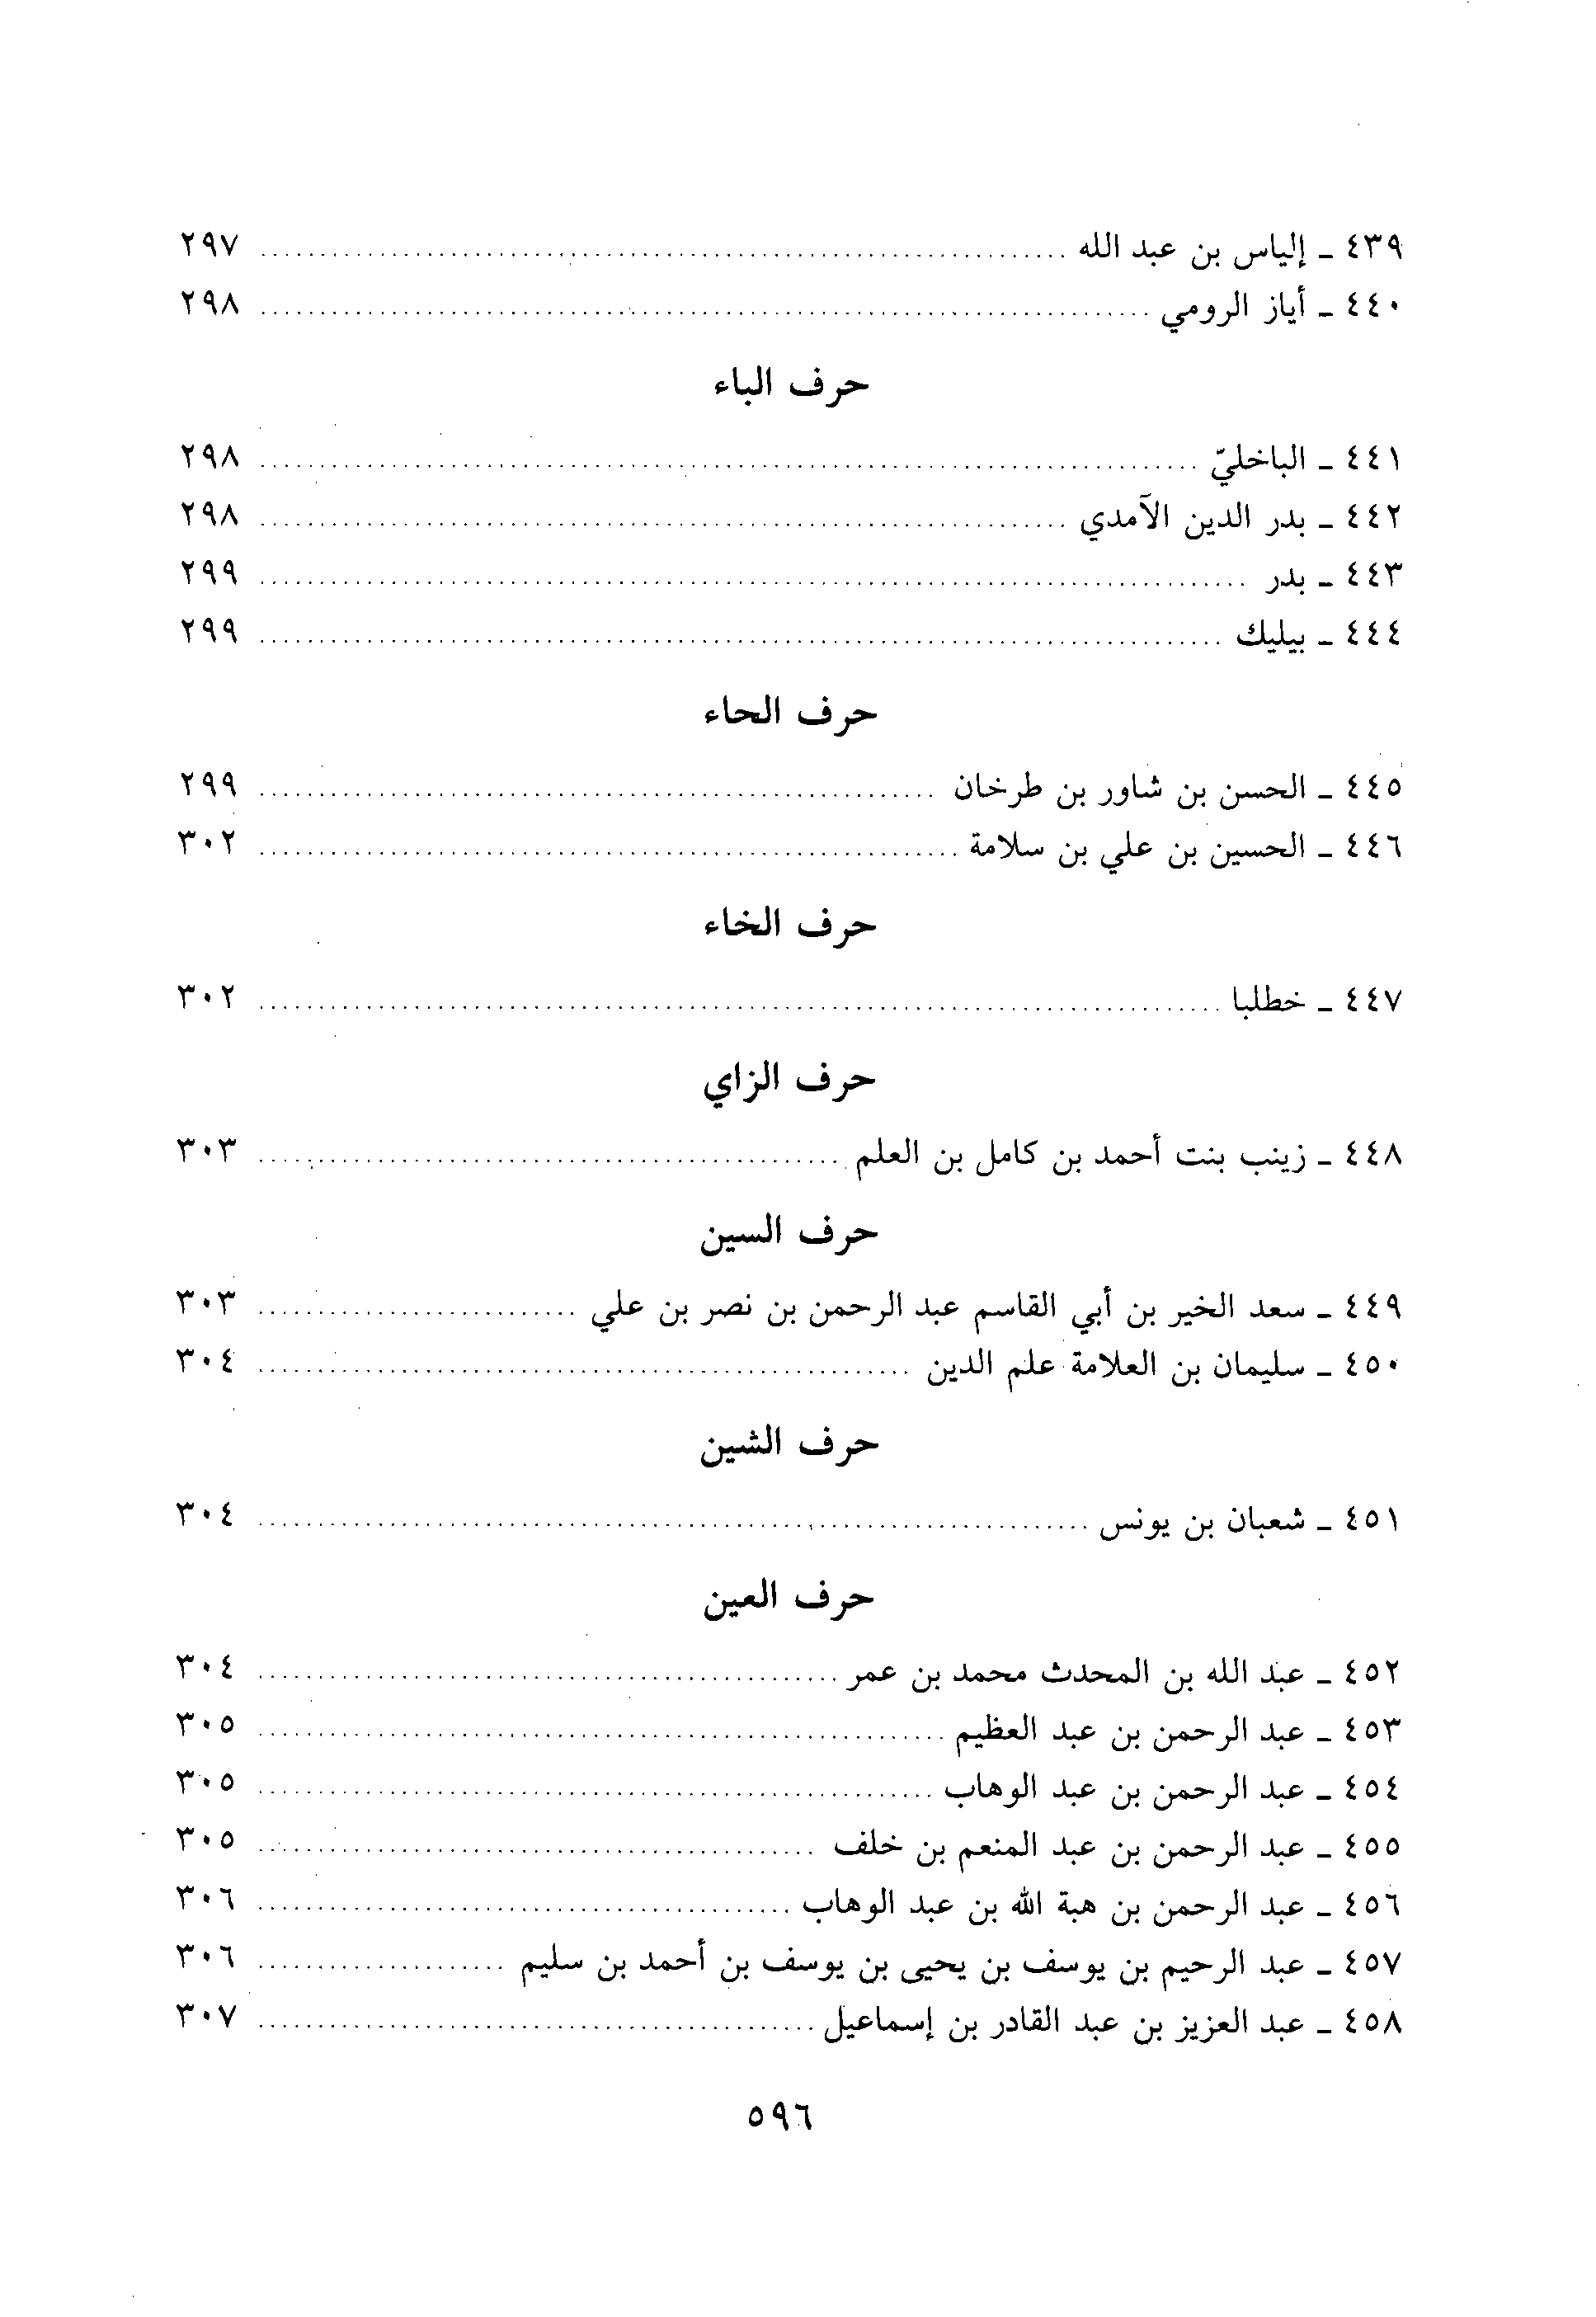 ٤٣٩ ـ إلياس بن عبد الله ................ ٢٩٧
٤٤٠ ـ أياز الرومي ................ ٢٩٨
حرف الباء
٤٤١ ـ الباخليّ ................ ٢٩٨
٤٤٢ ـ بدر الدين الآمدي ................ ٢٩٨
٤٤٣ ـ بدر ................ ٢٩٩
٤٤٤ ـ بيليك ................ ٢٩٩
حرف الحاء
٤٤٥ ـ الحسن بن شاور بن طرخان ................ ٢٩٩
٤٤٦ ـ الحسين بن علي بن سلامة ................ ٣٠٢
حرف الخاء
٤٤٧ ـ خطلبا ................ ٣٠٢
حرف الزاي
٤٤٨ ـ زينب بنت أحمد بن كامل بن العلم ................ ٣٠٣
حرف السين
٤٤٩ ـ سعد الخير بن أبي القاسم عبد الرحمن بن نصر بن علي ................ ٣٠٣
٤٥٠ ـ سليمان بن العلامة علم الدين ................ ٣٠٤
حرف الشين
٤٥١ ـ شعبان بن يونس ................ ٣٠٤
حرف العين
٤٥٢ ـ عبد الله بن المحدث محمد بن عمر ................ ٣٠٤
٤٥٣ ـ عبد الرحمن بن عبد العظيم ................ ٣٠٥
٤٥٤ ـ عبد الرحمن بن عبد الوهاب ................ ٣٠٥
٤٥٥ ـ عبد الرحمن بن عبد المنعم بن خلف ................ ٣٠٥
٤٥٦ ـ عبد الرحمن بن هبة الله بن عبد الوهاب ................ ٣٠٦
٤٥٧ ـ عبد الرحيم بن يوسف بن يحيى بن يوسف بن أحمد بن سليم ................ ٣٠٦
٤٥٨ ـ عبد العزيز بن عبد القادر بن إسماعيل ................ ٣٠٧
٥٩٦